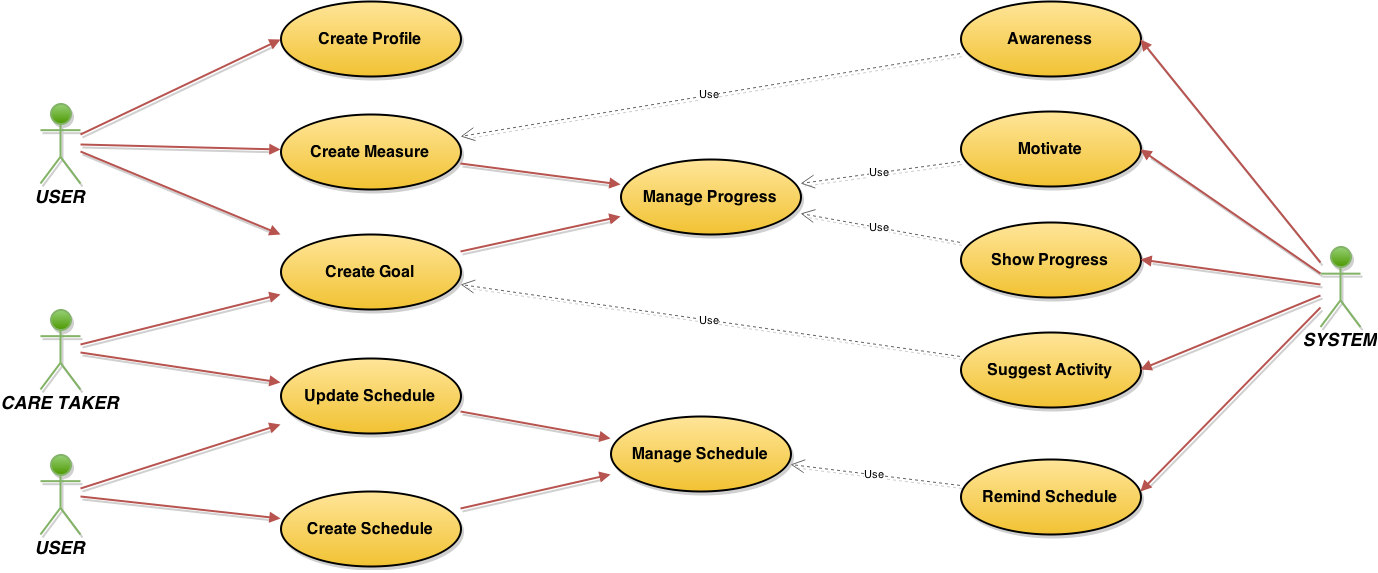 Create Profile
Awareness
Use
Create Measure
Motivate
Use
USER
Manage Progress
Use
Create Goal
Show Progress
Use
SYSTEM
Suggest Activity
CARE TAKER
Update Schedule
Manage Schedule
Use
Remind Schedule
Create Schedule
USER